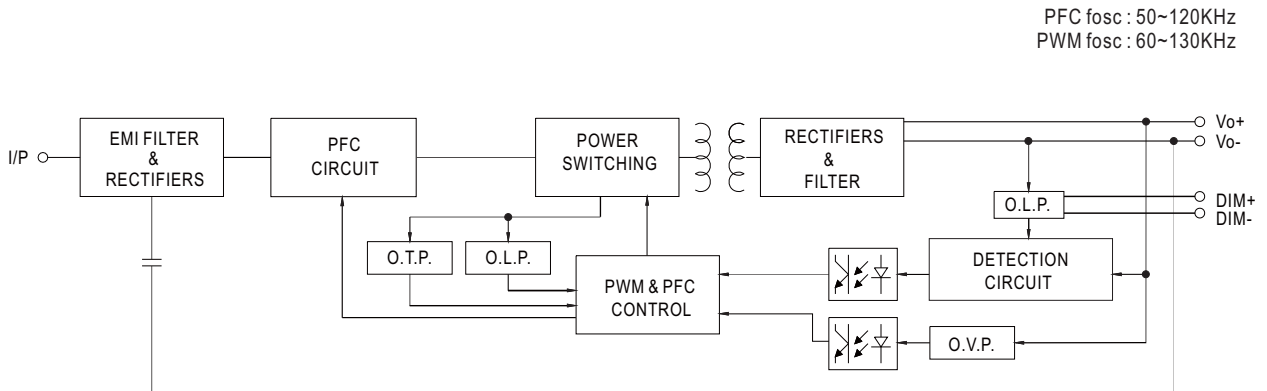 PFC fosc : 50~120KHz
PWM fosc : 60~130KHz
I/P
EMI FILTER
&
RECTIFIERS
PFC
CIRCUIT
POWER
SWITCHING
RECTIFIERS
&
FILTER
Vo+
Vo-
DIM+
DIM-
O.L.P.
O.T.P.
O.L.P.
PWM & PFC
CONTROL
DETECTION
CIRCUIT
O.V.P.